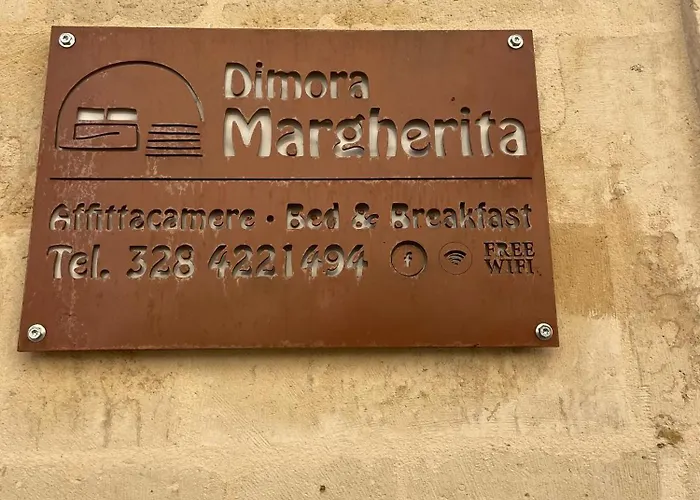 Dimora
Margherita
Affittacamere • Bed & Breakfast
Tel. 328 4221494 f FREE
WIFI